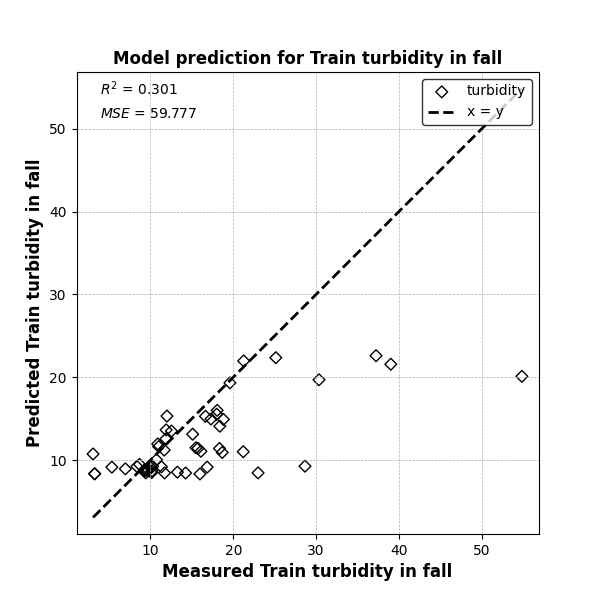 Model prediction for Train turbidity in fall
R² = 0.301
MSE = 59.777
turbidity
x = y
Predicted Train turbidity in fall
50
40
30
20
10
10 20 30 40 50
Measured Train turbidity in fall